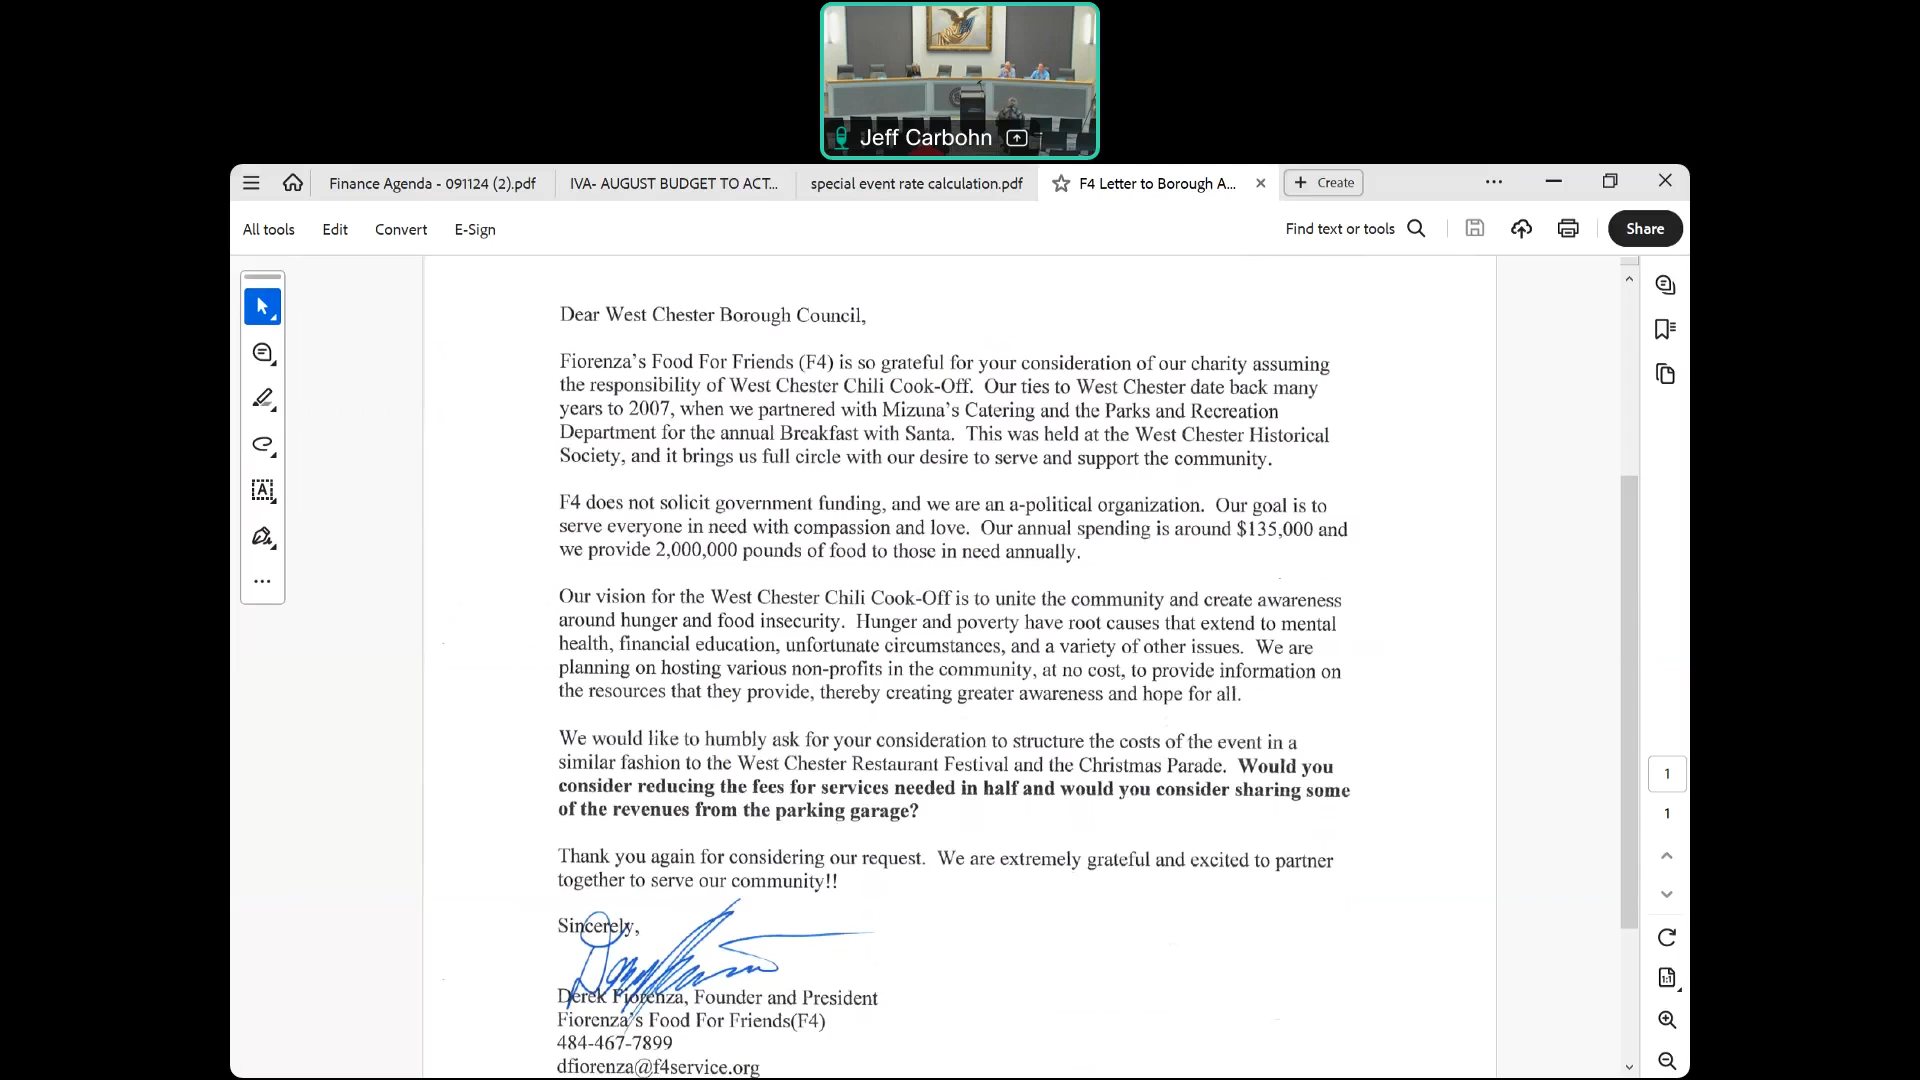 Jeff Carbohn
Finance Agenda - 091124 (2).pdf
IVA- AUGUST BUDGET TO ACT...
special event rate calculation.pdf
F4 Letter to Borough A...
Create
All tools
Edit
Convert
E-Sign
Find text or tools
Share
Dear West Chester Borough Council,
Fiorenza's Food For Friends (F4) is so grateful for your consideration of our charity assuming
the responsibility of West Chester Chili Cook-Off. Our ties to West Chester date back many
years to 2007, when we partnered with Mizuna's Catering and the Parks and Recreation
Department for the annual Breakfast with Santa. This was held at the West Chester Historical
Society, and it brings us full circle with our desire to serve and support the community.
F4 does not solicit government funding, and we are an a-political organization. Our goal is to
serve everyone in need with compassion and love. Our annual spending is around $135,000 and
we provide 2,000,000 pounds of food to those in need annually.
Our vision for the West Chester Chili Cook-Off is to unite the community and create awareness
around hunger and food insecurity. Hunger and poverty have root causes that extend to mental
health, financial education, unfortunate circumstances, and a variety of other issues. We are
planning on hosting various non-profits in the community, at no cost, to provide information on
the resources that they provide, thereby creating greater awareness and hope for all.
We would like to humbly ask for your consideration to structure the costs of the event in a
similar fashion to the West Chester Restaurant Festival and the Christmas Parade. Would you
consider reducing the fees for services needed in half and would you consider sharing some
of the revenues from the parking garage?
Thank you again for considering our request. We are extremely grateful and excited to partner
together to serve our community!!
Sincerely,
Derek Fiorenza, Founder and President
Fiorenza's Food For Friends(F4)
484-467-7899
dfiorenza@f4service.org
1
1